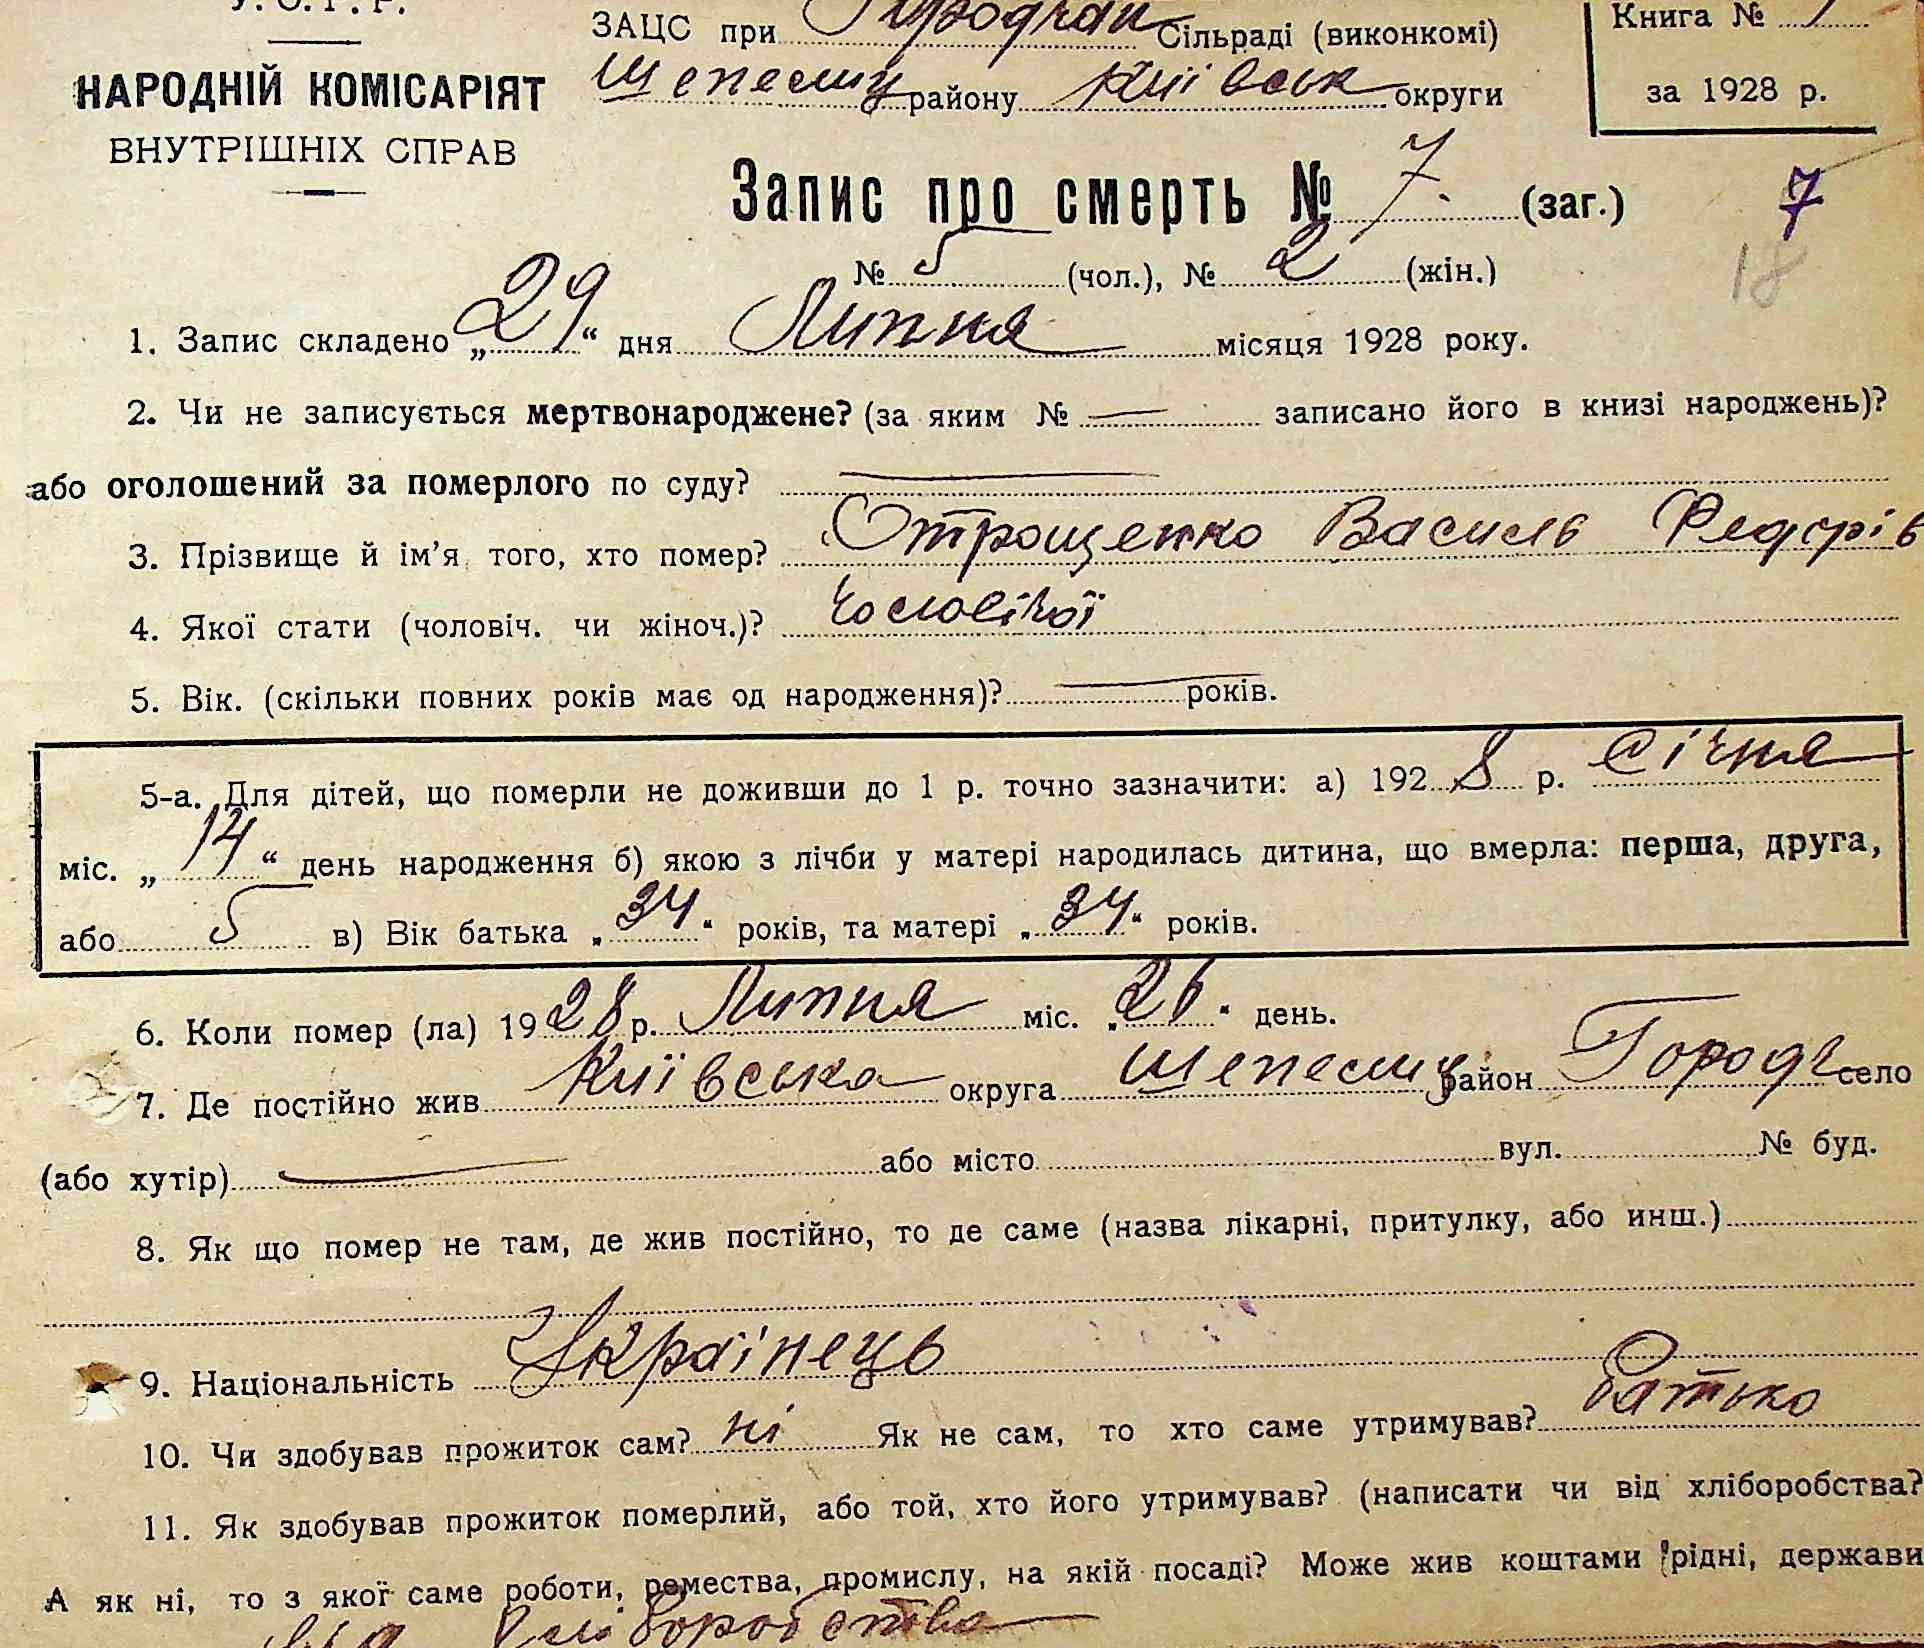 У. С. Р. Р.
НАРОДНІЙ КОМІСАРІЯТ
ВНУТРІШНІХ СПРАВ
ЗАЦС при Сільраді (виконкомі)
Шепелиц району Київськ округи
Книга № 1
за 1928 р.
Запис про смерть № 7. (заг.)
7
№ 5 (чол.), № 2 (жін.)
18
1. Запис складено „29“ дня Липня місяця 1928 року.
2. Чи не записується мертвонароджене? (за яким № — записано його в книзі народжень)?
або оголошений за померлого по суду? —
3. Прізвище й ім’я того, хто помер? Отрощенко Василь Федорів
4. Якої стати (чоловіч. чи жіноч.)? Чоловічої
5. Вік. (скільки повних років має од народження)? — років.
5-а. Для дітей, що померли не доживши до 1 р. точно зазначити: а) 1928 р. Січня
міс. „14“ день народження б) якою з лічби у матері народилась дитина, що вмерла: перша, друга,
або 5 в) Вік батька „34“ років, та матері „34“ років.
6. Коли помер (ла) 1928 р. Липня міс. „26“ день.
7. Де постійно жив Київська округа Шепелиц район Городч село
(або хутір) — або місто вул. № буд.
8. Як що помер не там, де жив постійно, то де саме (назва лікарні, притулку, або инш.)
9. Національність Українець
10. Чи здобував прожиток сам? ні Як не сам, то хто саме утримував? Батько
11. Як здобував прожиток померлий, або той, хто його утримував? (написати чи від хліборобства?
А як ні, то з якої саме роботи, ремества, промислу, на якій посаді? Може жив коштами рідні, держави
від хліборобства